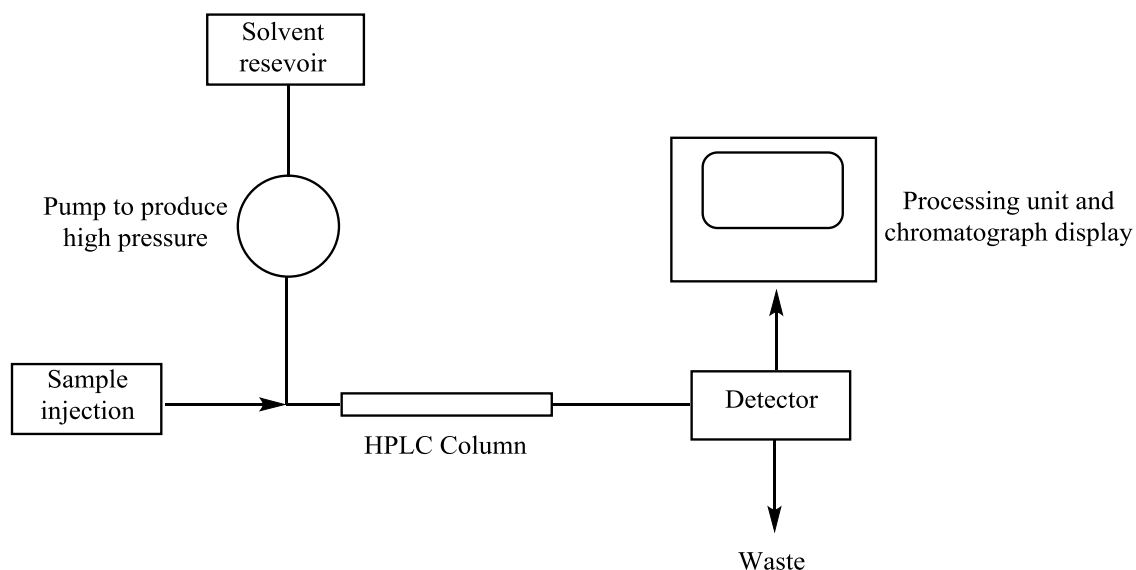 Solvent
resevoir
Pump to produce
high pressure
Processing unit and
chromatograph display
Sample
injection
Detector
HPLC Column
Waste